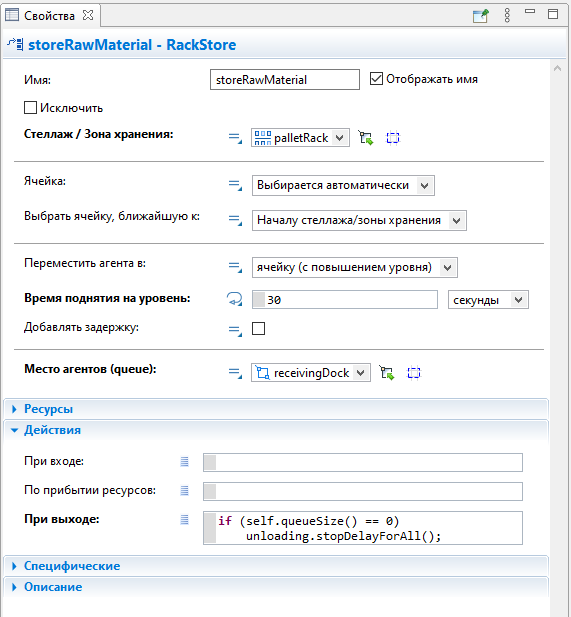 Свойства
storeRawMaterial - RackStore
Имя: storeRawMaterial Отображать имя
Исключить
Стеллаж / Зона хранения: palletRack
Ячейка: Выбирается автоматически
Выбрать ячейку, ближайшую к: Началу стеллажа/зоны хранения
Переместить агента в: ячейку (с повышением уровня)
Время поднятия на уровень: 30 секунды
Добавлять задержку:
Место агентов (queue): receivingDock
Ресурсы
Действия
При входе:
По прибытии ресурсов:
При выходе: if (self.queueSize() == 0)
unloading.stopDelayForAll();
Специфические
Описание